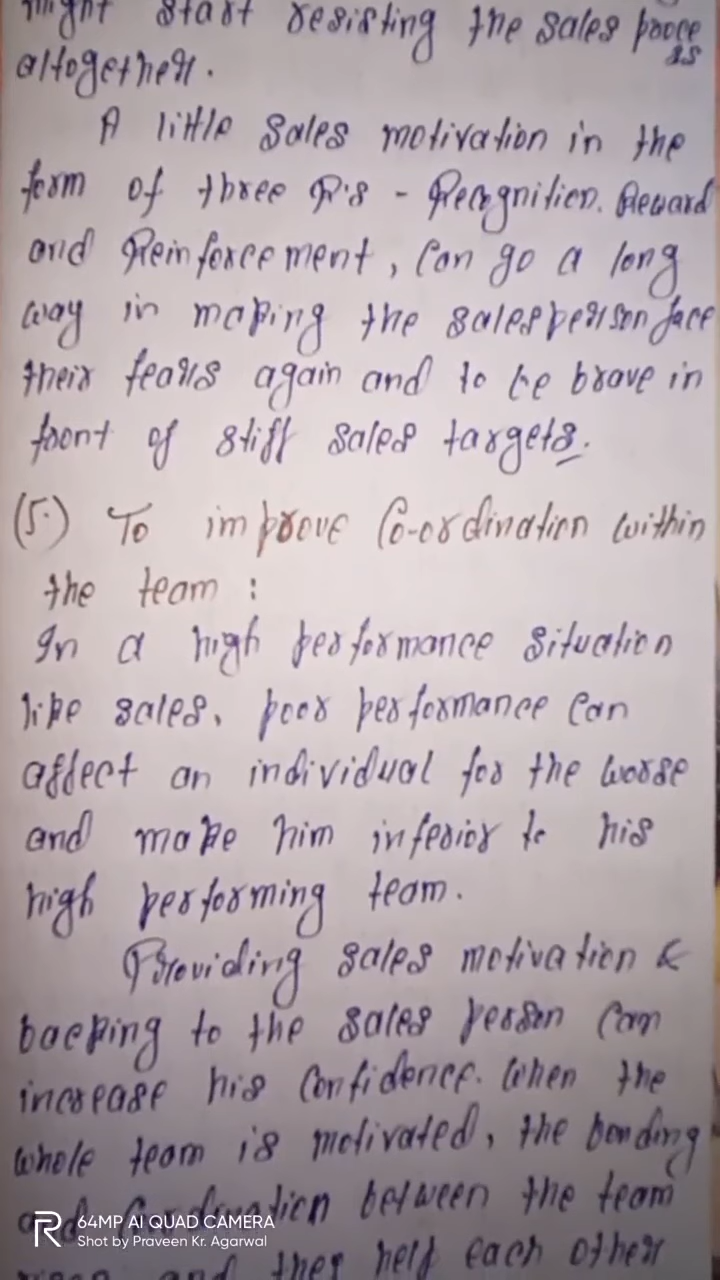 might start resisting the sales proce
ss
altogether.
A little sales motivation in the
form of three R's - Recognition. Reward
and Reinforcement, can go a long
way in making the salesperson face
their fears again and to be brave in
front of stiff sales targets.
(5.) To improve Co-ordination within
the team :
In a high performance situation
like sales, poor performance can
affect an individual for the worse
and make him inferior to his
high performing team.
Providing sales motivation &
backing to the sales person can
increase his confidence. When the
whole team is motivated, the bonding
and Co-ordination between the team
and they help each other
64MP AI QUAD CAMERA
Shot by Praveen Kr. Agarwal